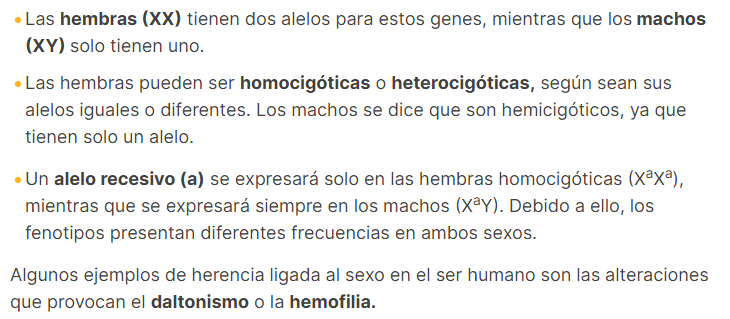 • Las hembras (XX) tienen dos alelos para estos genes, mientras que los machos
(XY) solo tienen uno.
• Las hembras pueden ser homocigóticas o heterocigóticas, según sean sus
alelos iguales o diferentes. Los machos se dice que son hemicigóticos, ya que
tienen solo un alelo.
• Un alelo recesivo (a) se expresará solo en las hembras homocigóticas (XᵃXᵃ),
mientras que se expresará siempre en los machos (XᵃY). Debido a ello, los
fenotipos presentan diferentes frecuencias en ambos sexos.
Algunos ejemplos de herencia ligada al sexo en el ser humano son las alteraciones
que provocan el daltonismo o la hemofilia.